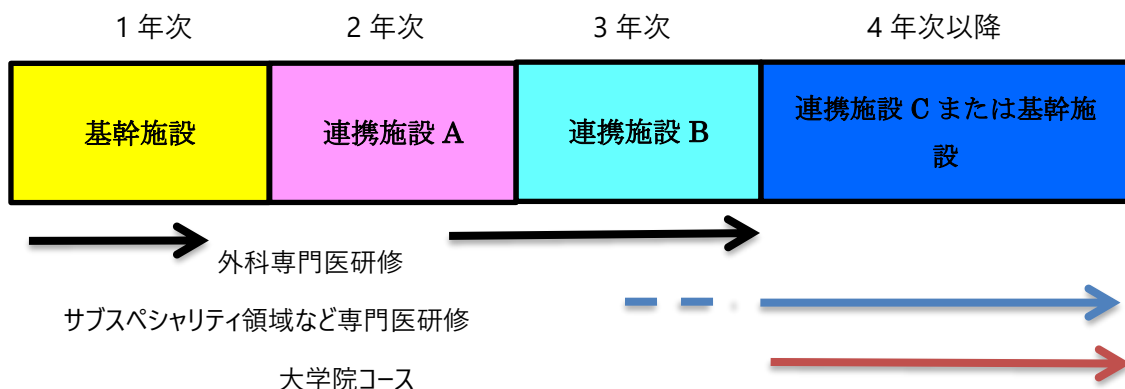 1 年次 2 年次 3 年次 4 年次以降
基幹施設 連携施設 A 連携施設 B 連携施設 C または基幹施
設
外科専門医研修
サブスペシャリティ領域など専門医研修
大学院コース